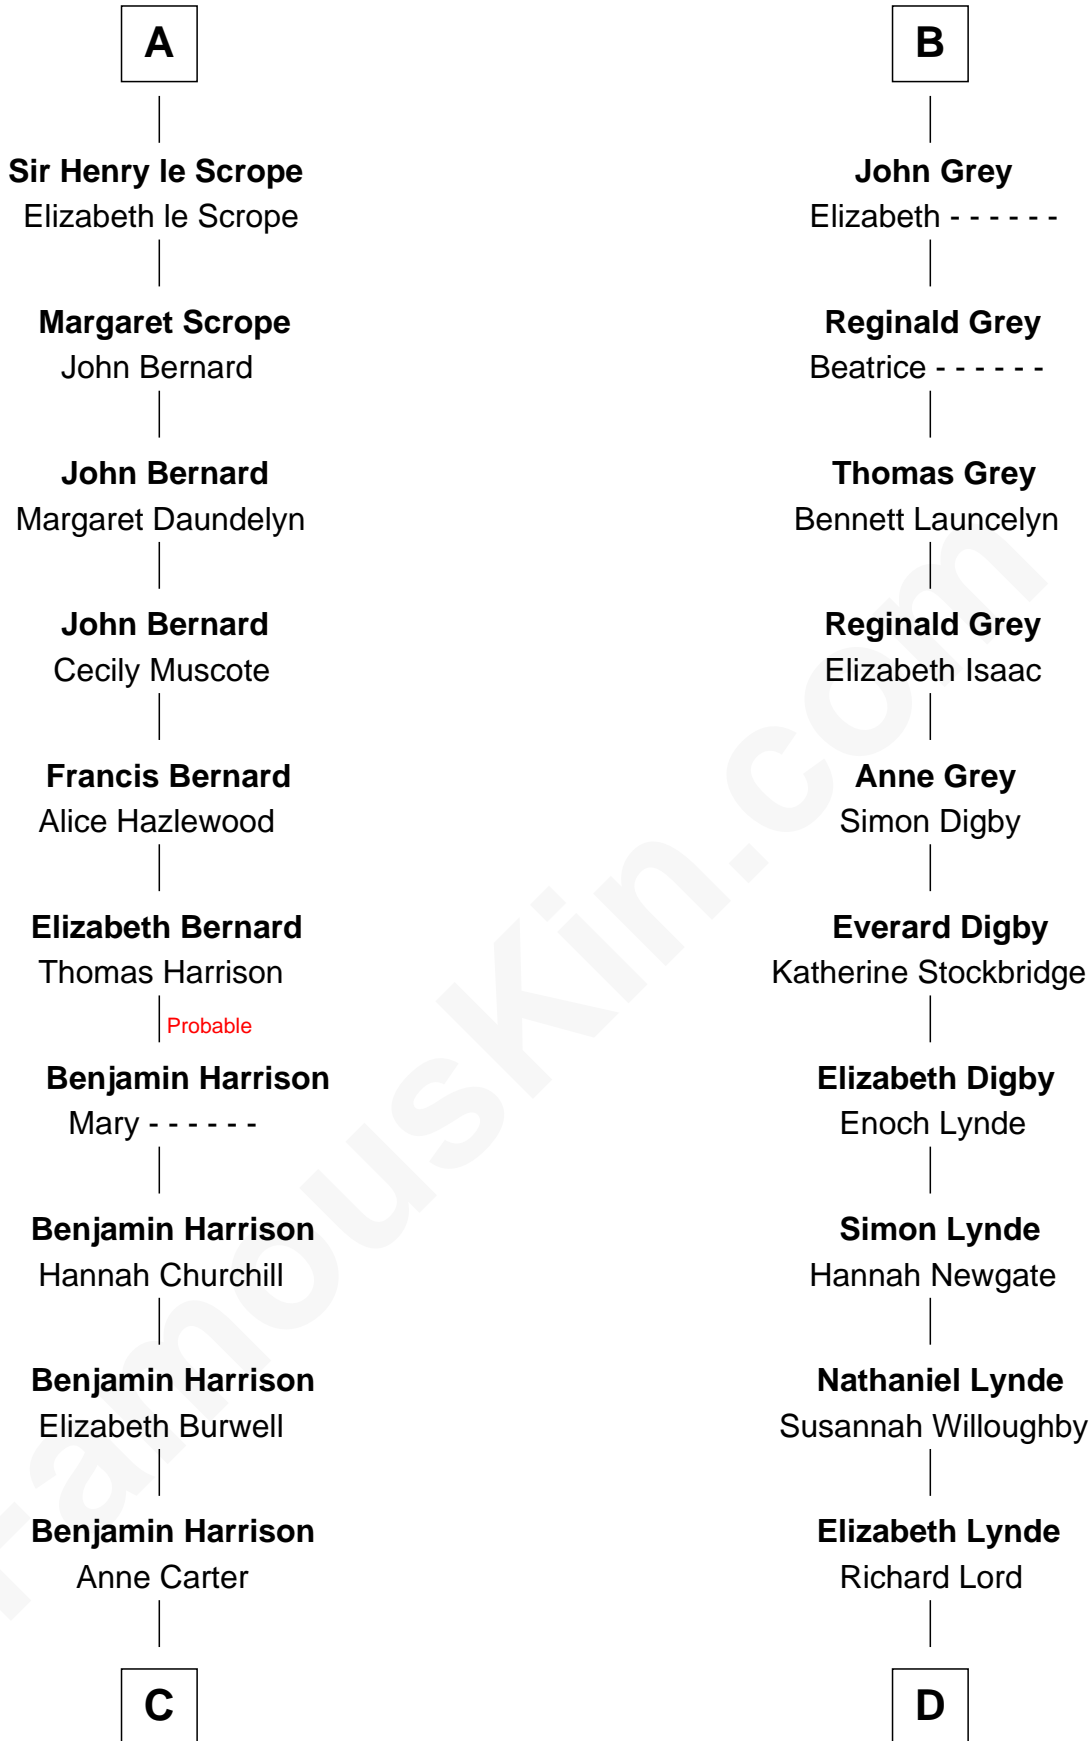 A
Sir Henry le Scrope
Elizabeth le Scrope
Margaret Scrope
John Bernard
John Bernard
Margaret Daundelyn
John Bernard
Cecily Muscote
Francis Bernard
Alice Hazlewood
Elizabeth Bernard
Thomas Harrison
Probable
Benjamin Harrison
Mary - - - - - -
Benjamin Harrison
Hannah Churchill
Benjamin Harrison
Elizabeth Burwell
Benjamin Harrison
Anne Carter
C
B
John Grey
Elizabeth - - - - - -
Reginald Grey
Beatrice - - - - - -
Thomas Grey
Bennett Launcelyn
Reginald Grey
Elizabeth Isaac
Anne Grey
Simon Digby
Everard Digby
Katherine Stockbridge
Elizabeth Digby
Enoch Lynde
Simon Lynde
Hannah Newgate
Nathaniel Lynde
Susannah Willoughby
Elizabeth Lynde
Richard Lord
D
FamousKin.com